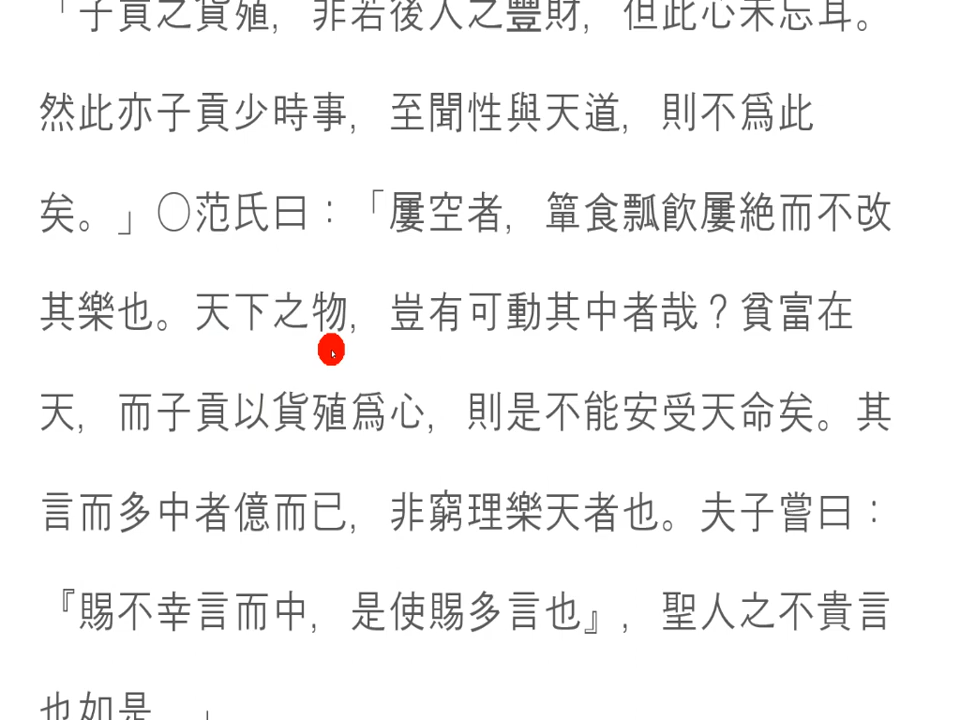 「子貢之貨殖，非若後人之豐財，但此心未忘耳。
然此亦子貢少時事，至聞性與天道，則不爲此
矣。」○范氏曰：「屢空者，簞食瓢飲屢絶而不改
其樂也。天下之物，豈有可動其中者哉？貧富在
天，而子貢以貨殖爲心，則是不能安受天命矣。其
言而多中者億而已，非窮理樂天者也。夫子嘗曰：
『賜不幸言而中，是使賜多言也』，聖人之不貴言
也如是。」